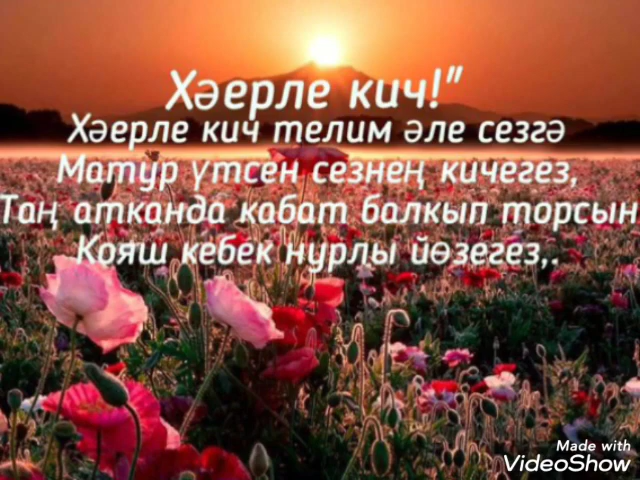 Хәерле кич!"
Хәерле кич телим әле сезгә
Матур үтсен сезнең кичегез,
Таң атканда кабат балкып торсын
Кояш кебек нурлы йөзегез,.
Made with
VideoShow